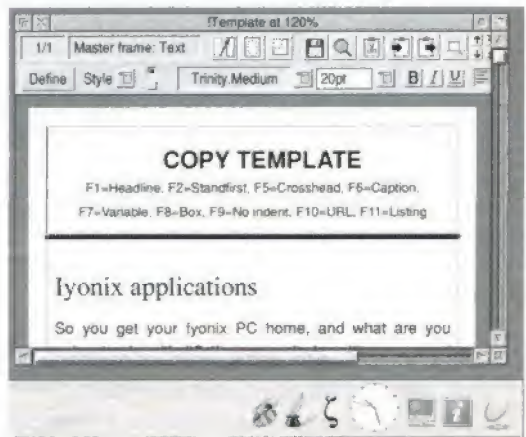 !Template at 120%
1/1 Master frame: Text
Define Style Trinity.Medium 20pt B I U
COPY TEMPLATE
F1=Headline, F2=Standfirst, F5=Crosshead, F6=Caption,
F7=Variable, F8=Box, F9=No indent, F10=URL, F11=Listing
Iyonix applications
So you get your Iyonix PC home, and what are you